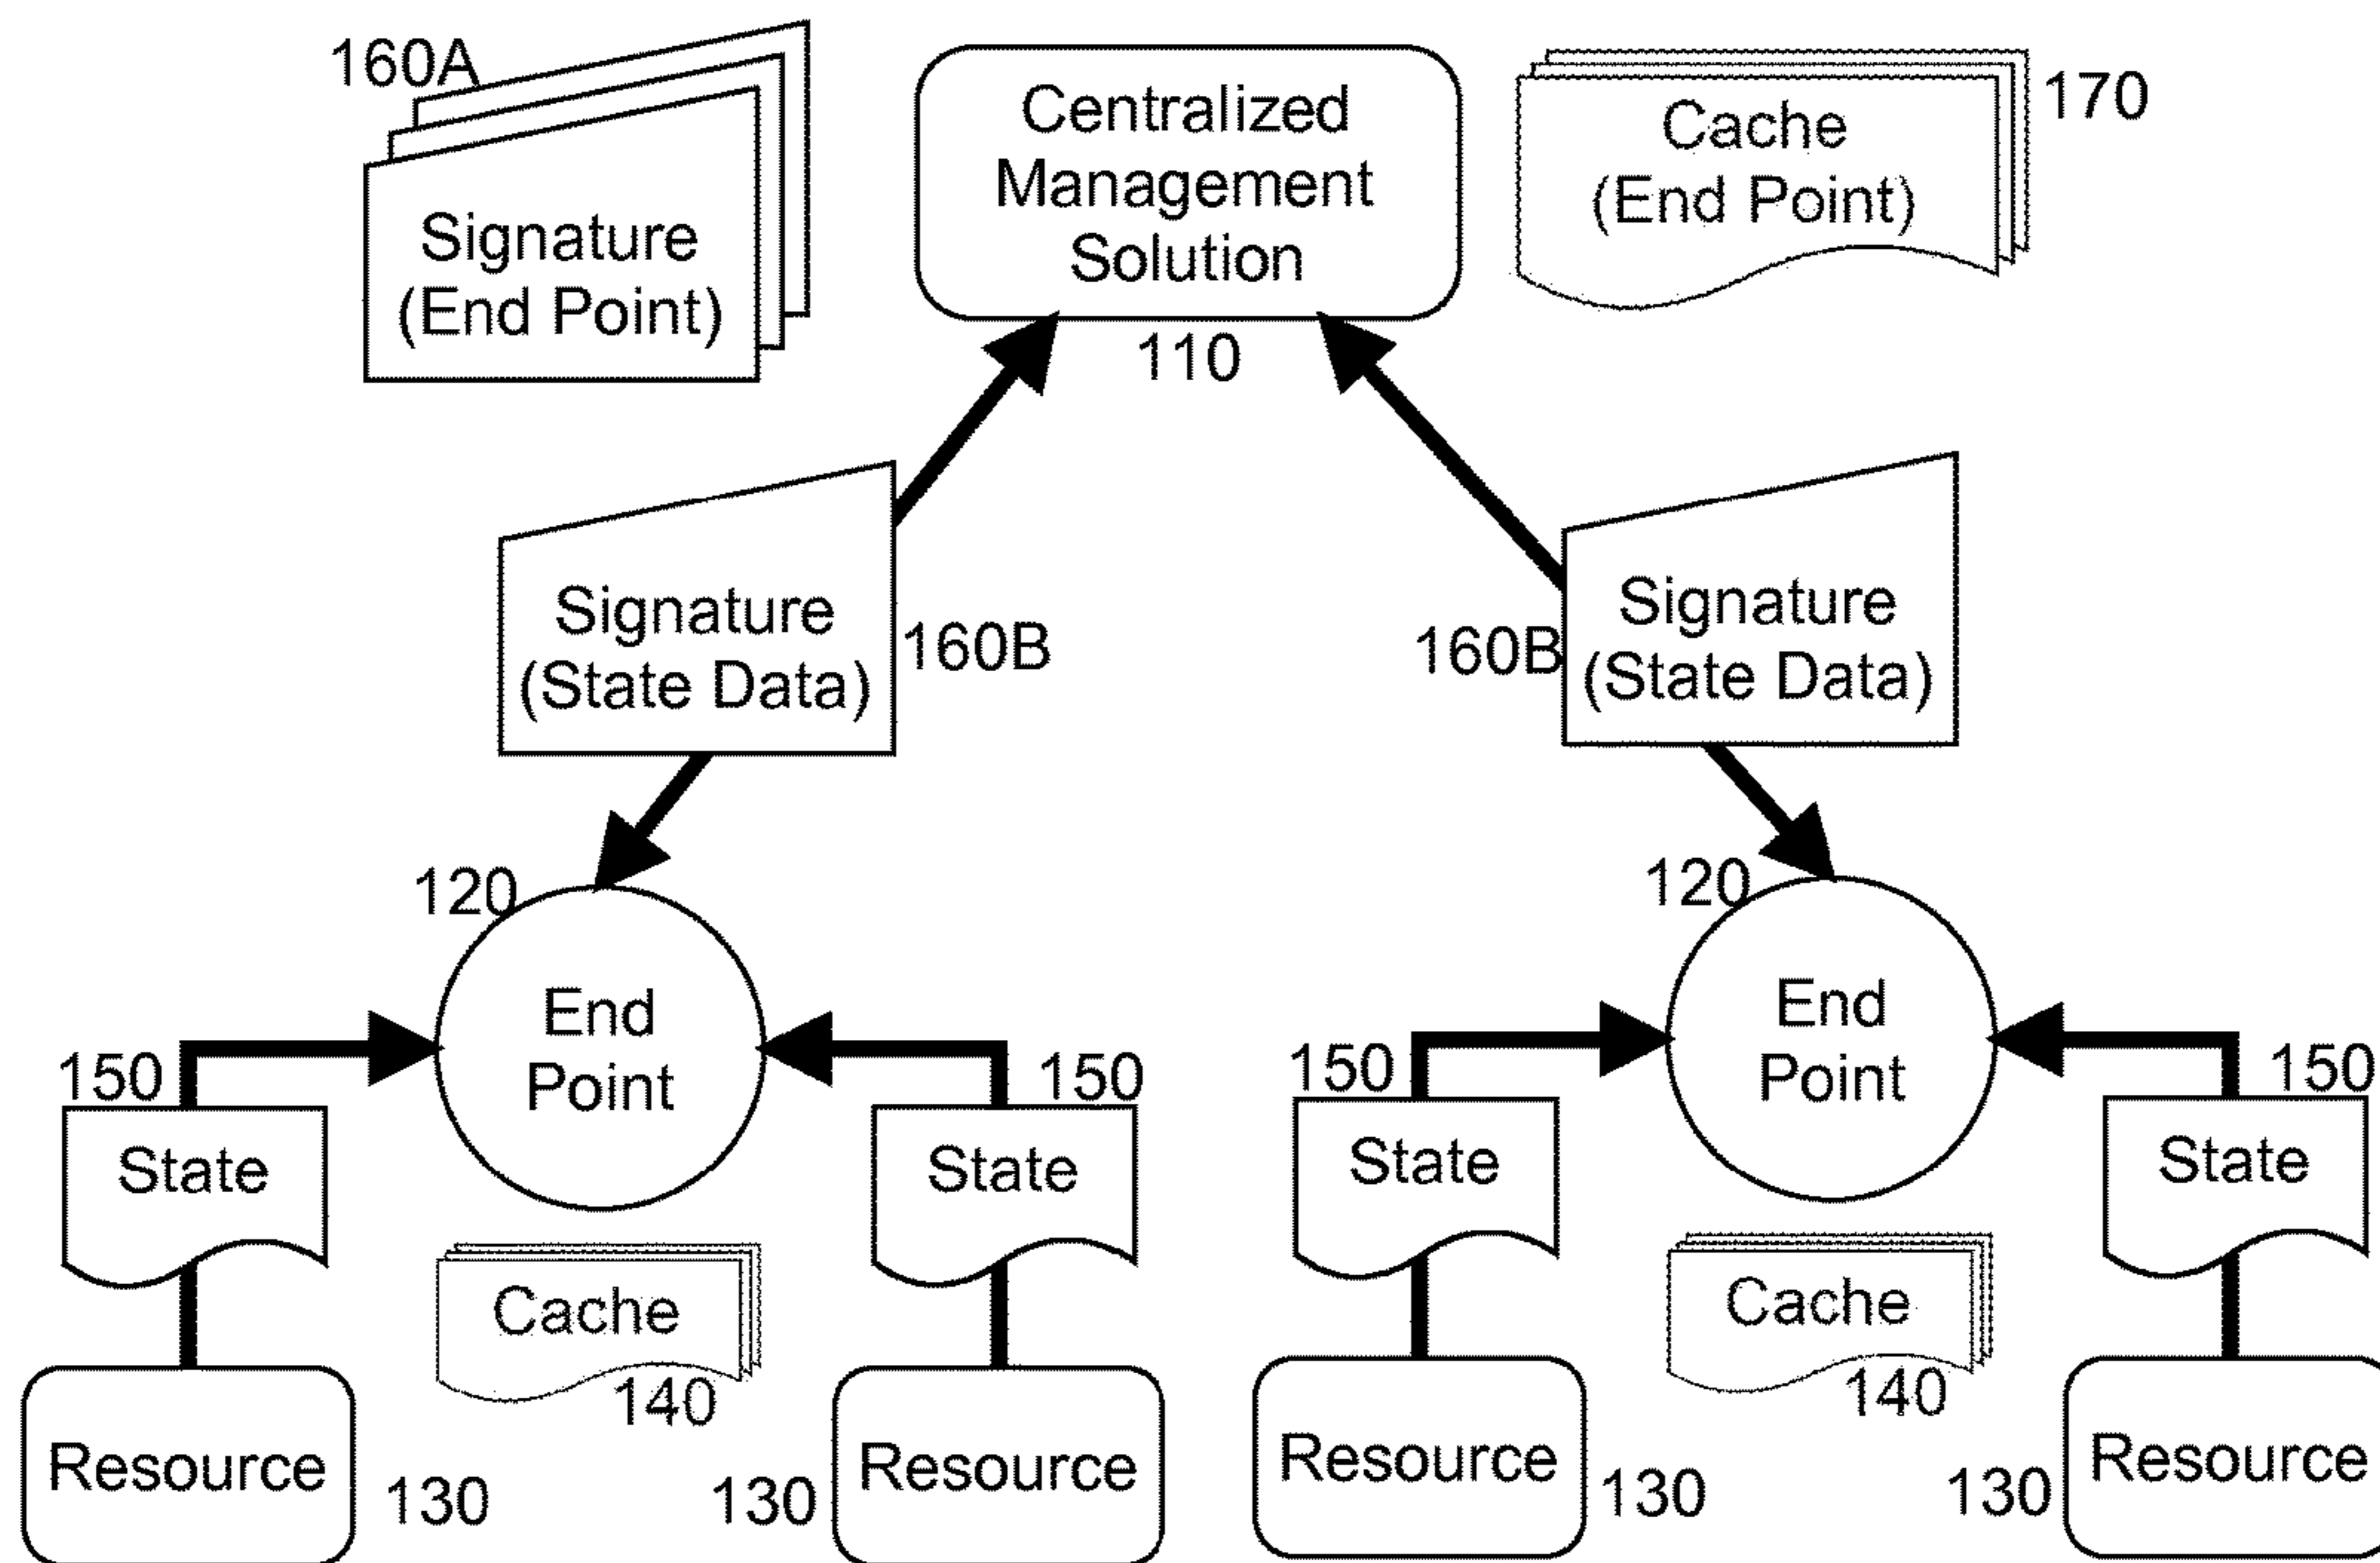 160A
Centralized
Management
Solution
110
Cache
(End Point)
170
Signature
(End Point)
Signature
(State Data)
160B
160B
Signature
(State Data)
120
End
Point
120
End
Point
150
State
150
State
150
State
150
State
Cache
140
Cache
140
Resource
130
130
Resource
Resource
130
130
Resource